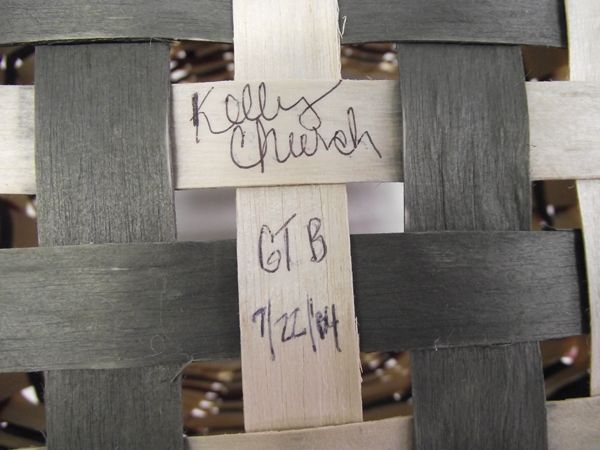 Kelly
Church
GTB
7/22/04